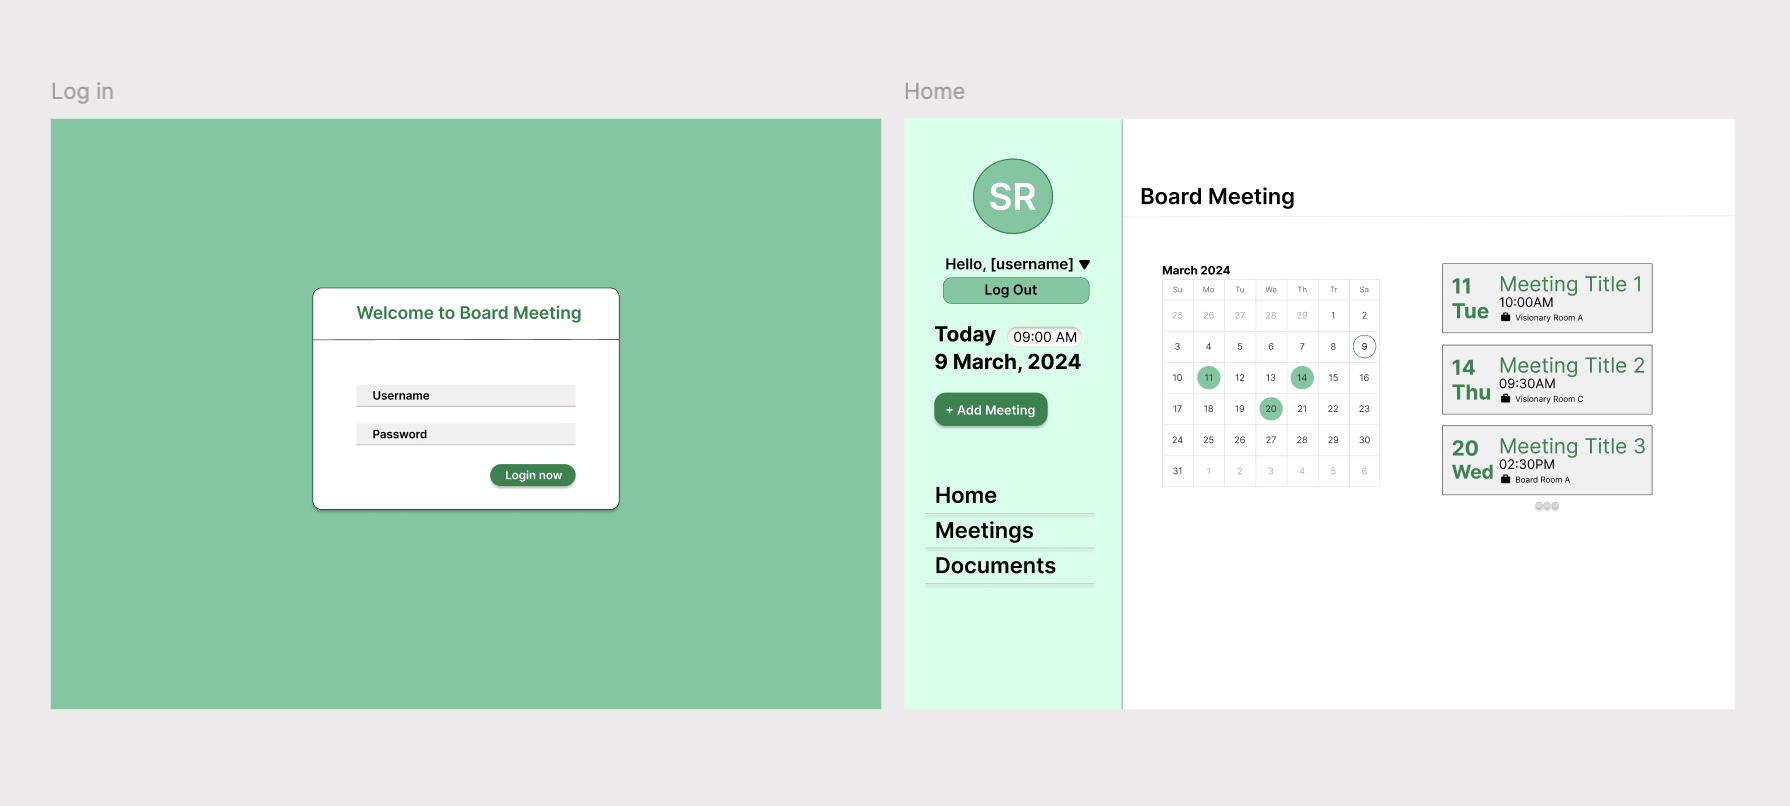 Log in
Welcome to Board Meeting
Username
Password
Login now
Home
SR
Hello, [username]
Log Out
Today 09:00 AM
9 March, 2024
+ Add Meeting
Home
Meetings
Documents
Board Meeting
March 2024
Su Mo Tu We Th Tr Sa
25 26 27 28 29 1 2
3 4 5 6 7 8 9
10 11 12 13 14 15 16
17 18 19 20 21 22 23
24 25 26 27 28 29 30
31 1 2 3 4 5 6
11 Meeting Title 1
10:00AM
Tue Visionary Room A
14 Meeting Title 2
09:30AM
Thu Visionary Room C
20 Meeting Title 3
02:30PM
Wed Board Room A